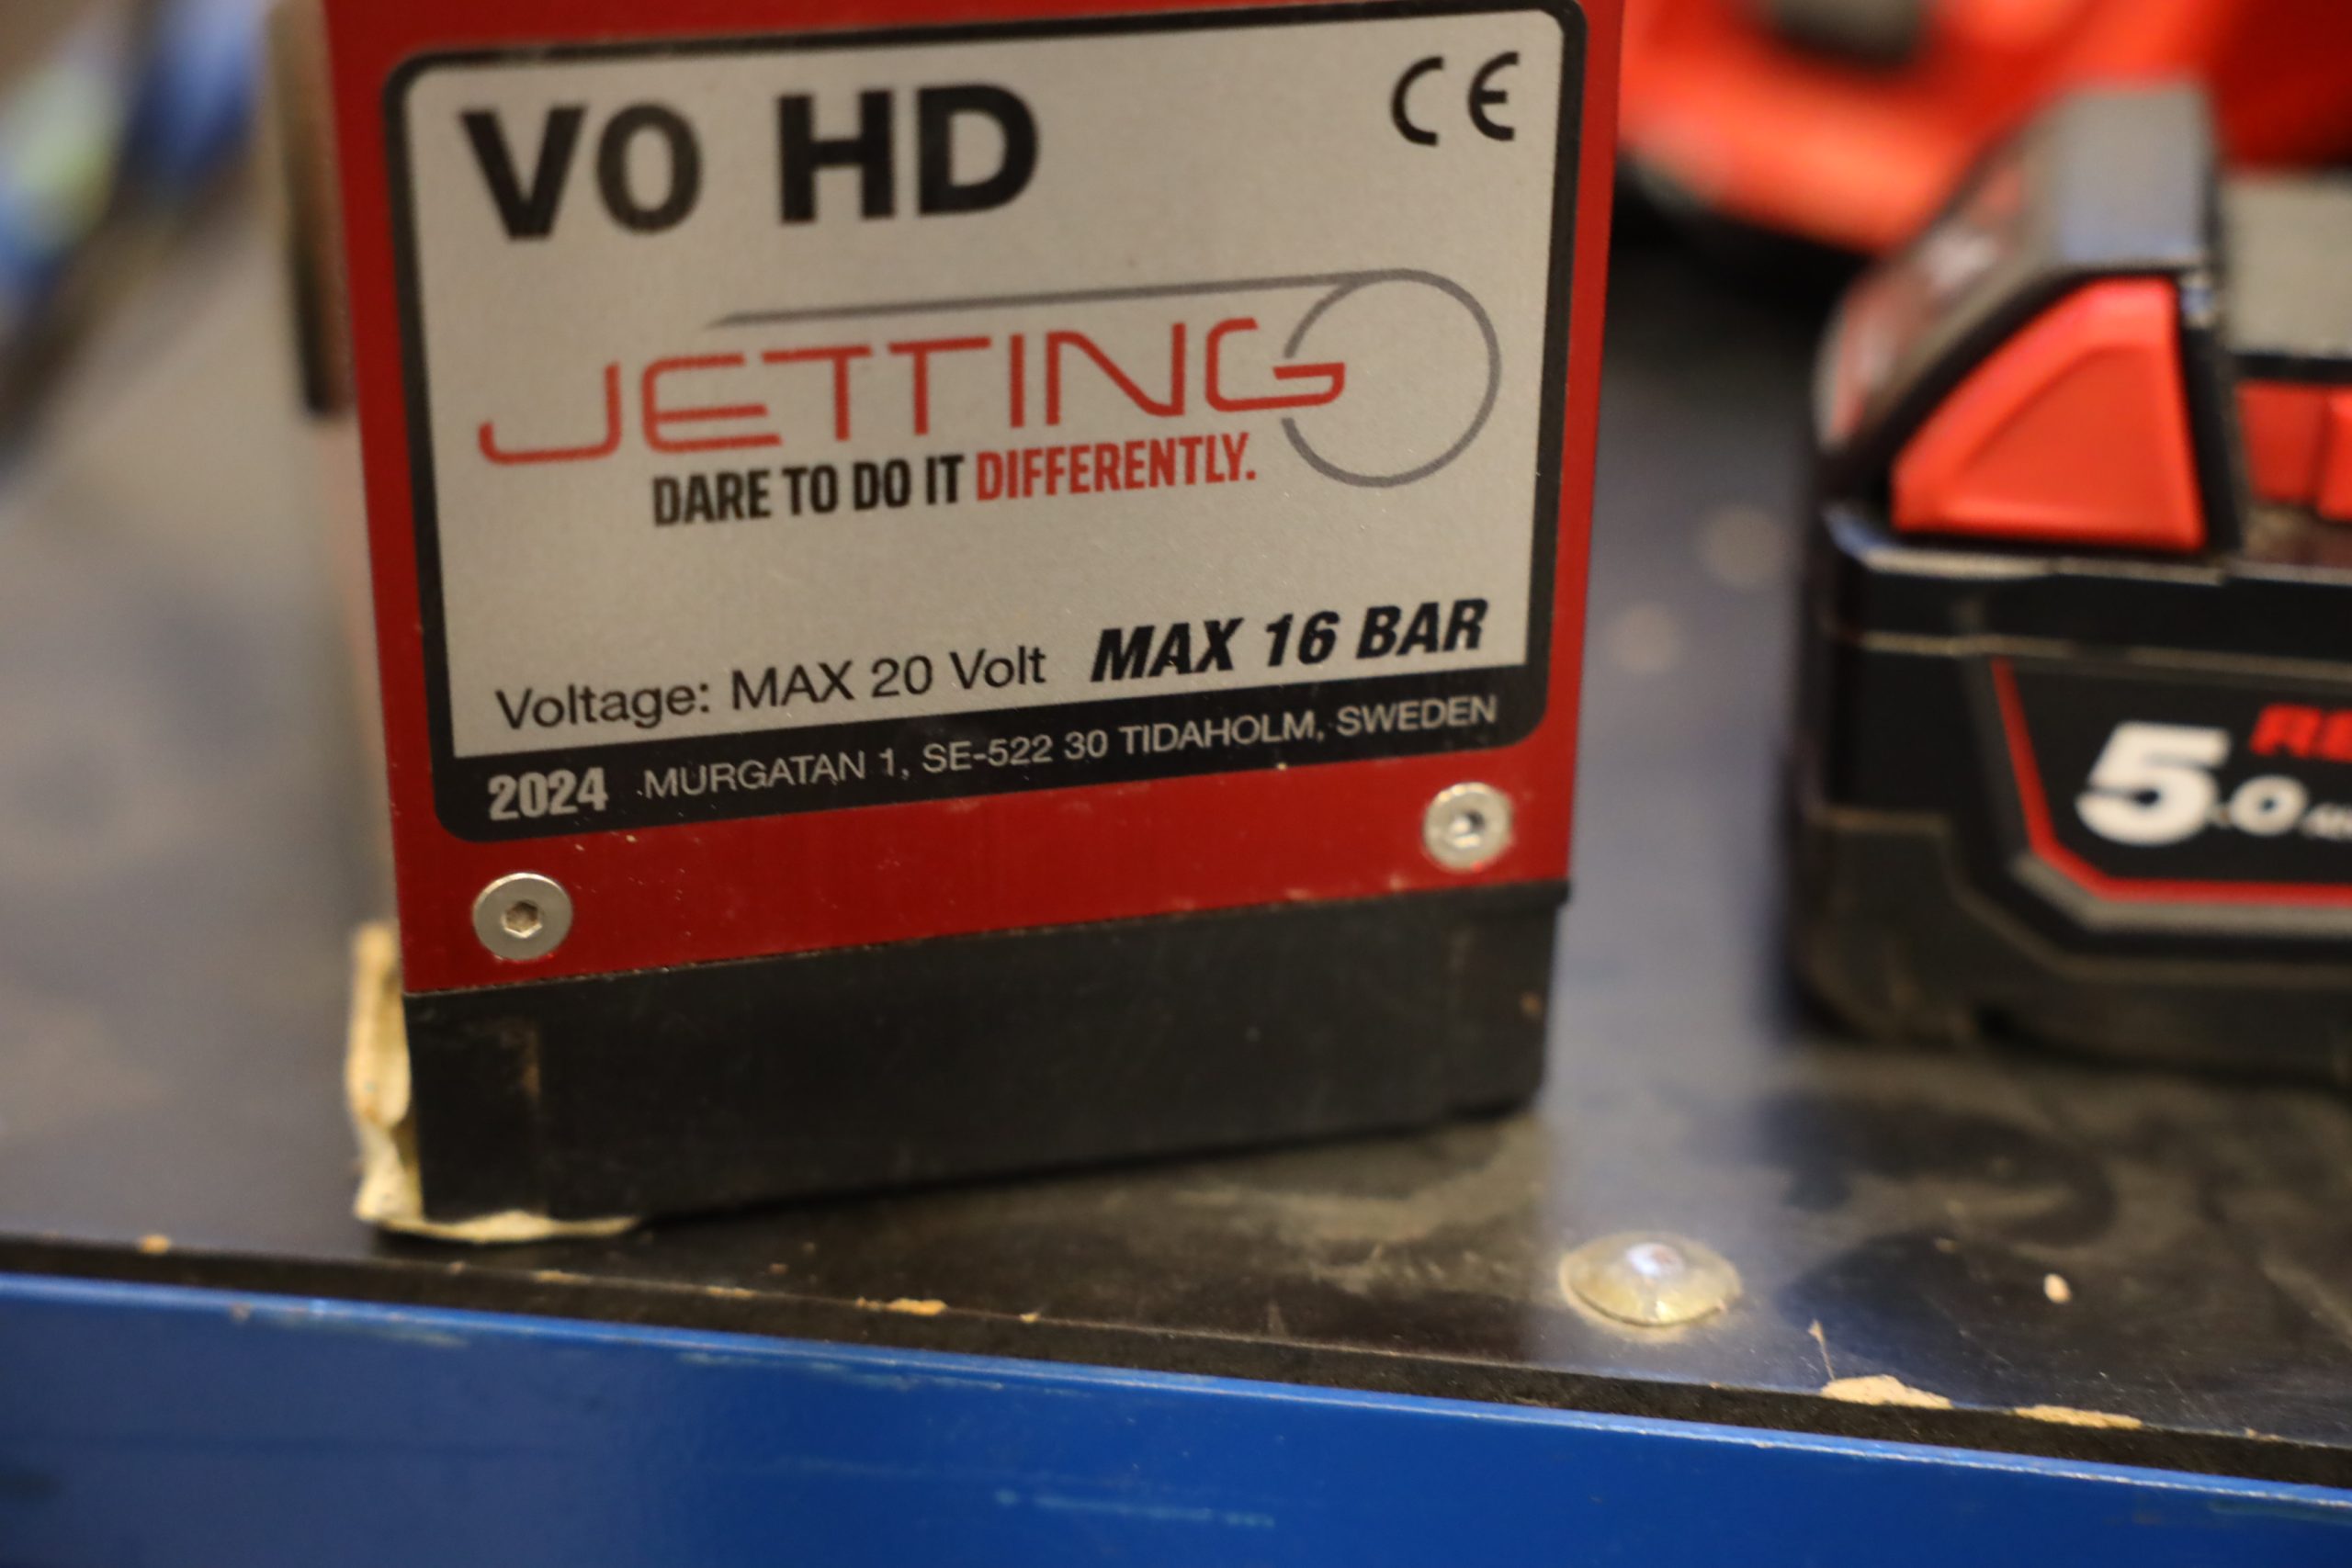 V0 HD
CE
JETTING
DARE TO DO IT DIFFERENTLY.
Voltage: MAX 20 Volt MAX 16 BAR
2024 MURGATAN 1, SE-522 30 TIDAHOLM, SWEDEN
5.0